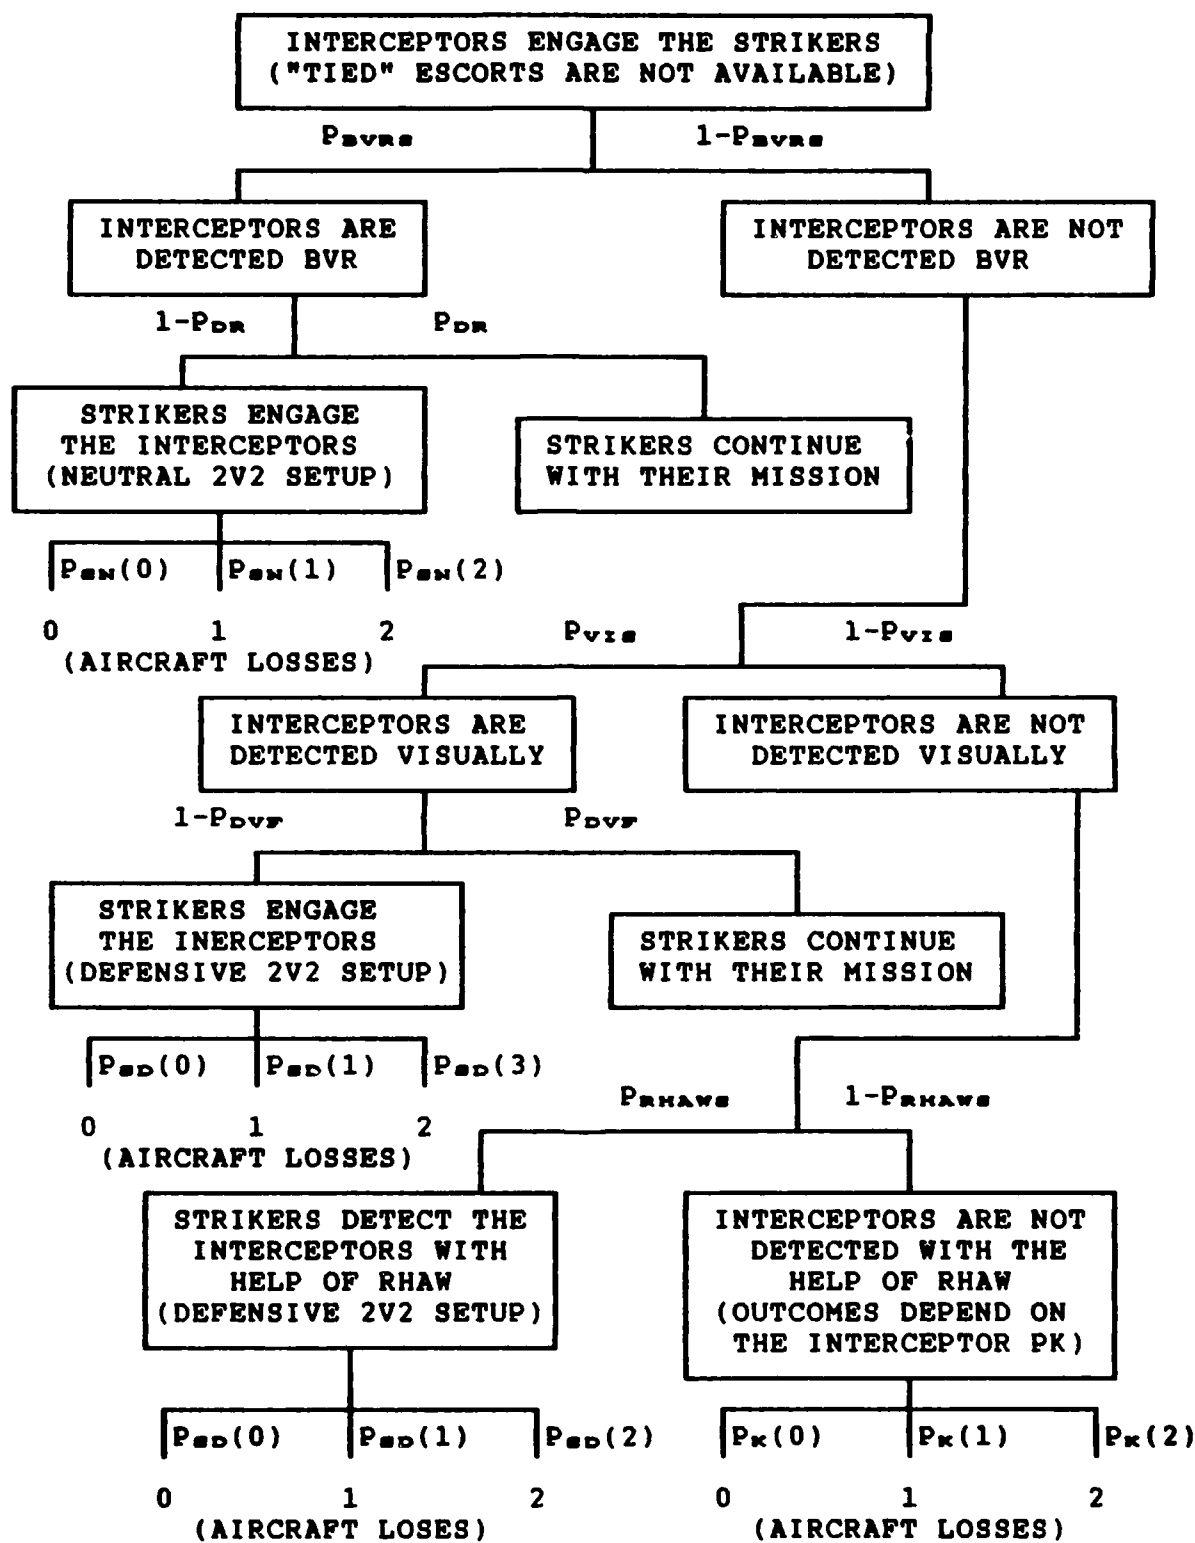 INTERCEPTORS ENGAGE THE STRIKERS
("TIED" ESCORTS ARE NOT AVAILABLE)
PBVRS 1-PBVRS
INTERCEPTORS ARE
DETECTED BVR
INTERCEPTORS ARE NOT
DETECTED BVR
1-PDR PDR
STRIKERS ENGAGE
THE INTERCEPTORS
(NEUTRAL 2V2 SETUP)
STRIKERS CONTINUE
WITH THEIR MISSION
PSN(0) PSN(1) PSN(2)
0 1 2
(AIRCRAFT LOSSES)
PVIS 1-PVIS
INTERCEPTORS ARE
DETECTED VISUALLY
INTERCEPTORS ARE NOT
DETECTED VISUALLY
1-PDVF PDVF
STRIKERS ENGAGE
THE INERCEPTORS
(DEFENSIVE 2V2 SETUP)
STRIKERS CONTINUE
WITH THEIR MISSION
PSD(0) PSD(1) PSD(3)
0 1 2
(AIRCRAFT LOSSES)
PRHAWS 1-PRHAWS
STRIKERS DETECT THE
INTERCEPTORS WITH
HELP OF RHAW
(DEFENSIVE 2V2 SETUP)
INTERCEPTORS ARE NOT
DETECTED WITH THE
HELP OF RHAW
(OUTCOMES DEPEND ON
THE INTERCEPTOR PK)
PSD(0) PSD(1) PSD(2)
0 1 2
(AIRCRAFT LOSES)
PK(0) PK(1) PK(2)
0 1 2
(AIRCRAFT LOSSES)